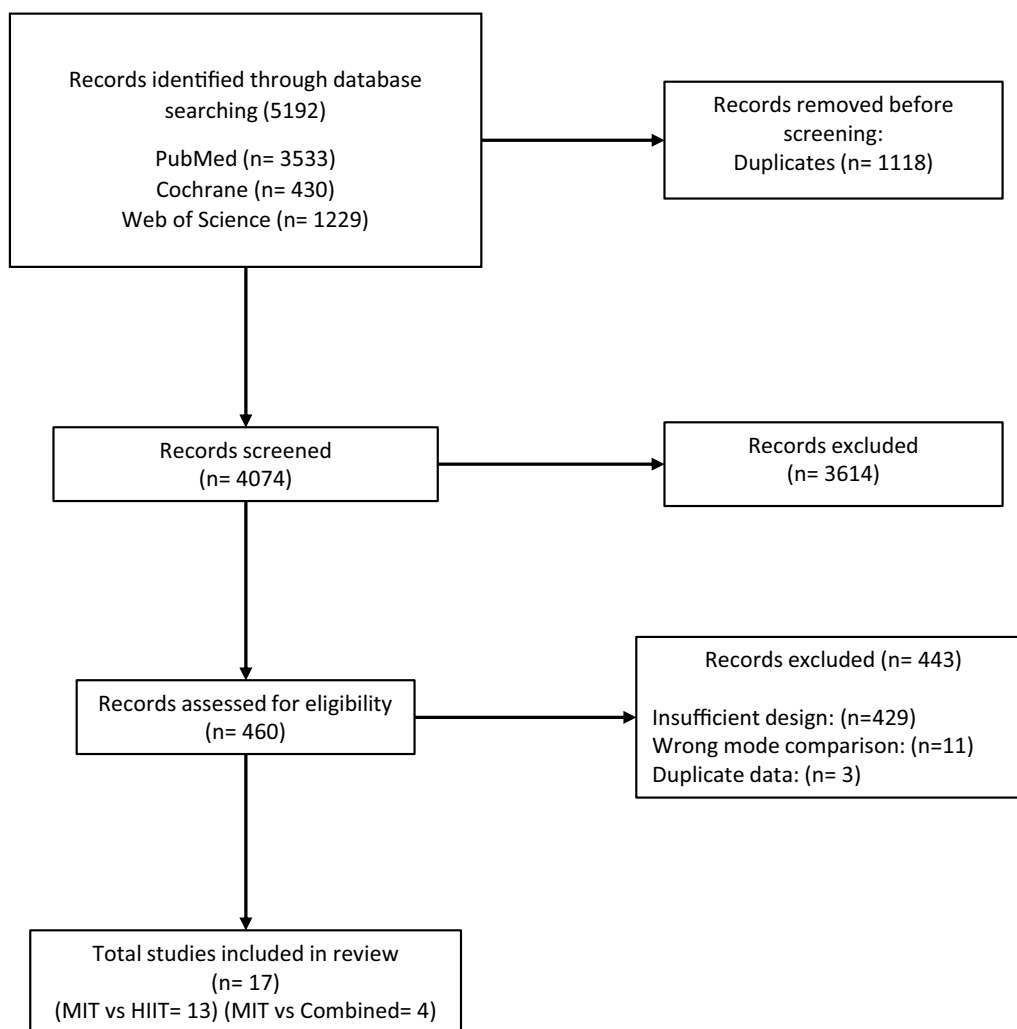 Records identified through database
searching (5192)
PubMed (n= 3533)
Cochrane (n= 430)
Web of Science (n= 1229)
Records removed before
screening:
Duplicates (n= 1118)
Records screened
(n= 4074)
Records excluded
(n= 3614)
Records assessed for eligibility
(n= 460)
Records excluded (n= 443)
Insufficient design: (n=429)
Wrong mode comparison: (n=11)
Duplicate data: (n= 3)
Total studies included in review
(n= 17)
(MIT vs HIIT= 13) (MIT vs Combined= 4)